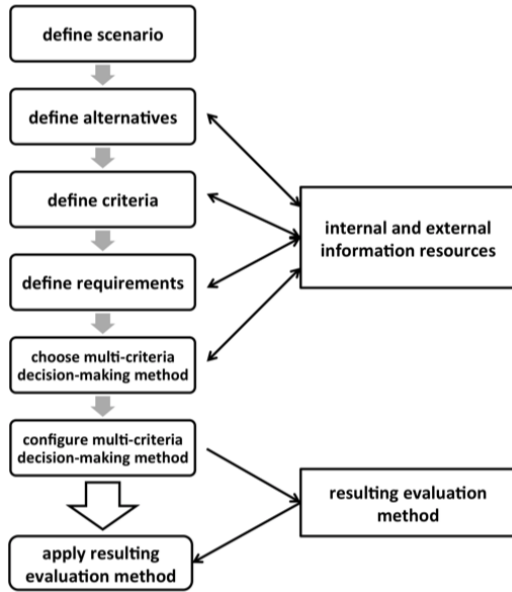 define scenario
define alternatives
define criteria
internal and external
information resources
define requirements
choose multi-criteria
decision-making method
configure multi-criteria
decision-making method
resulting evaluation
method
apply resulting
evaluation method